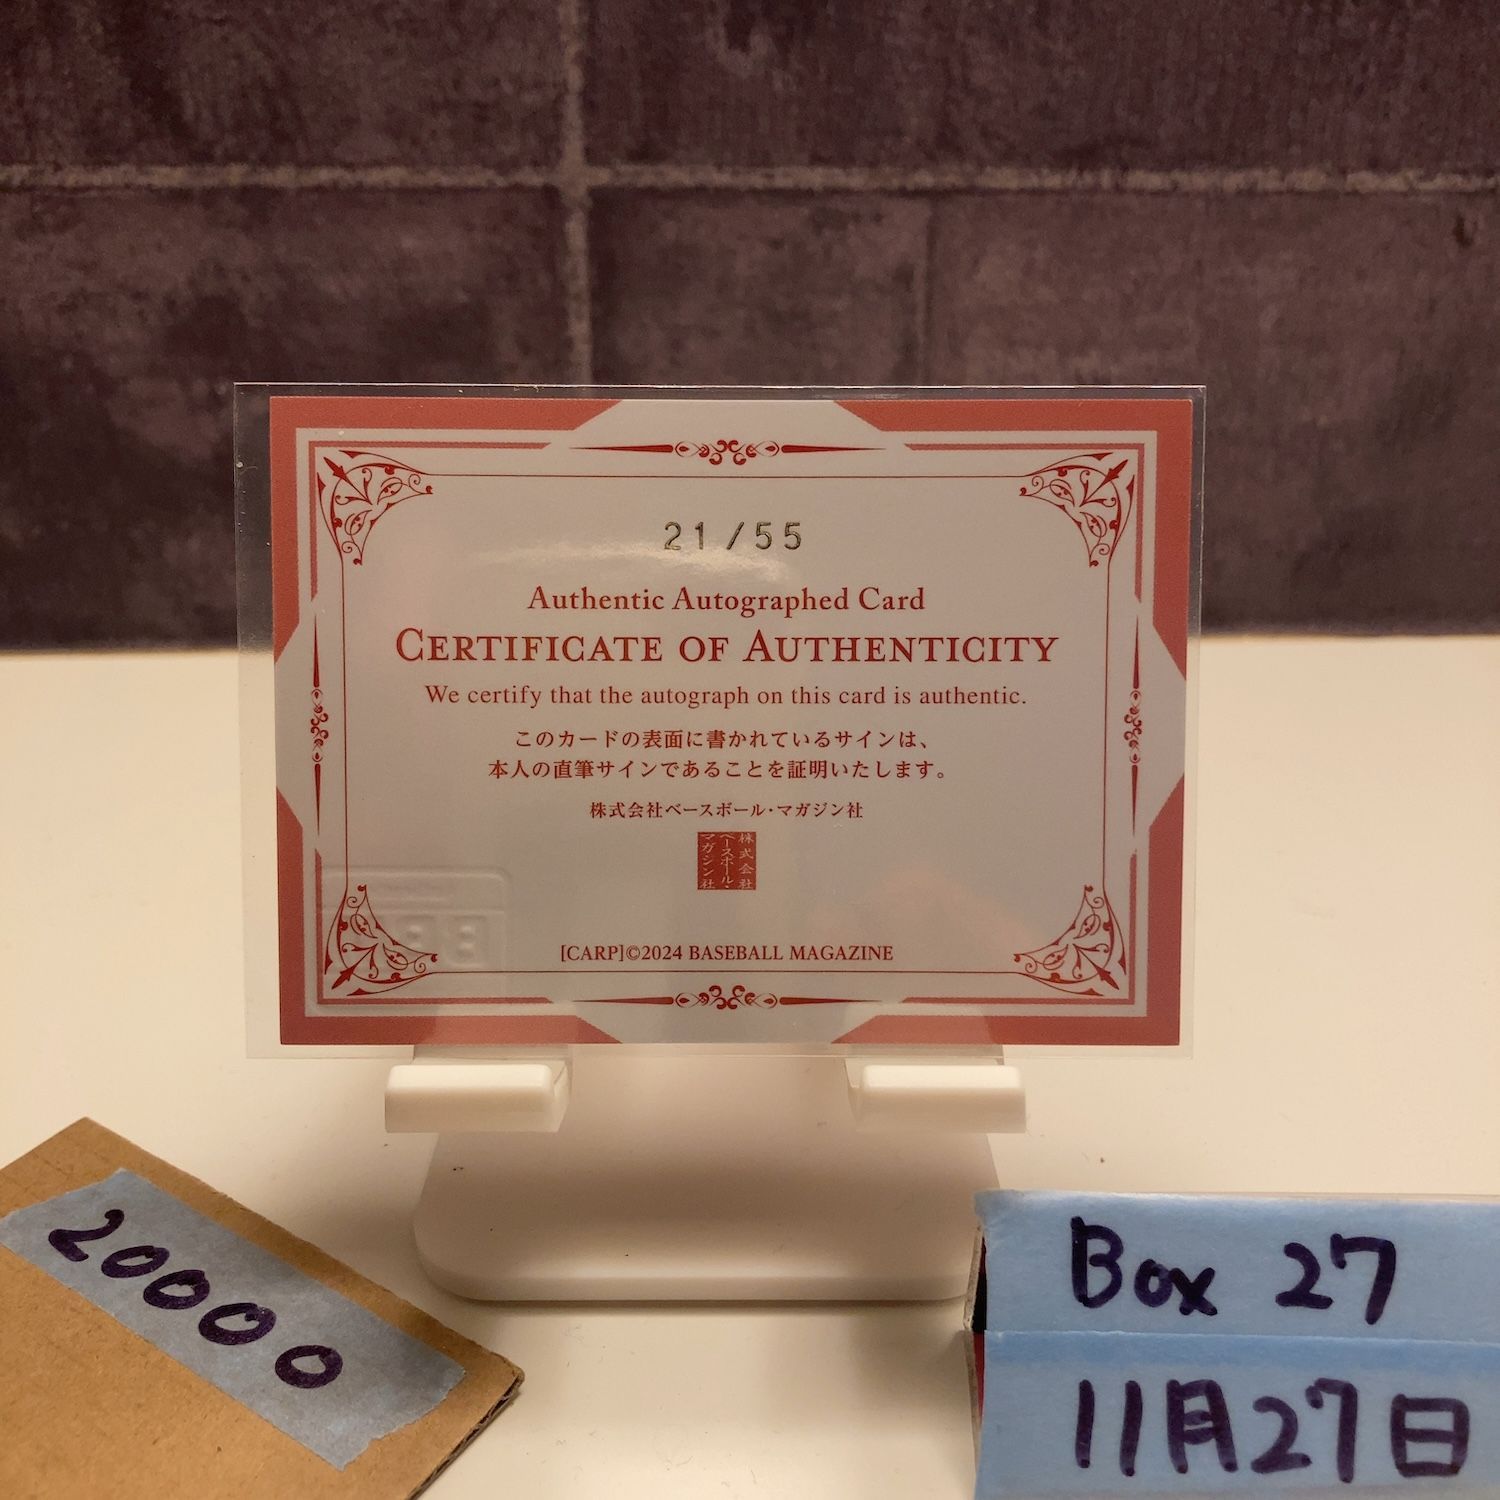 21/55
Authentic Autographed Card
CERTIFICATE OF AUTHENTICITY
We certify that the autograph on this card is authentic.
このカードの表面に書かれているサインは、
本人の直筆サインであることを証明いたします。
株式会社ベースボール・マガジン社
株式会社
ベースボール・
マガジン社
[CARP]©2024 BASEBALL MAGAZINE
20000
Box 27
11月27日